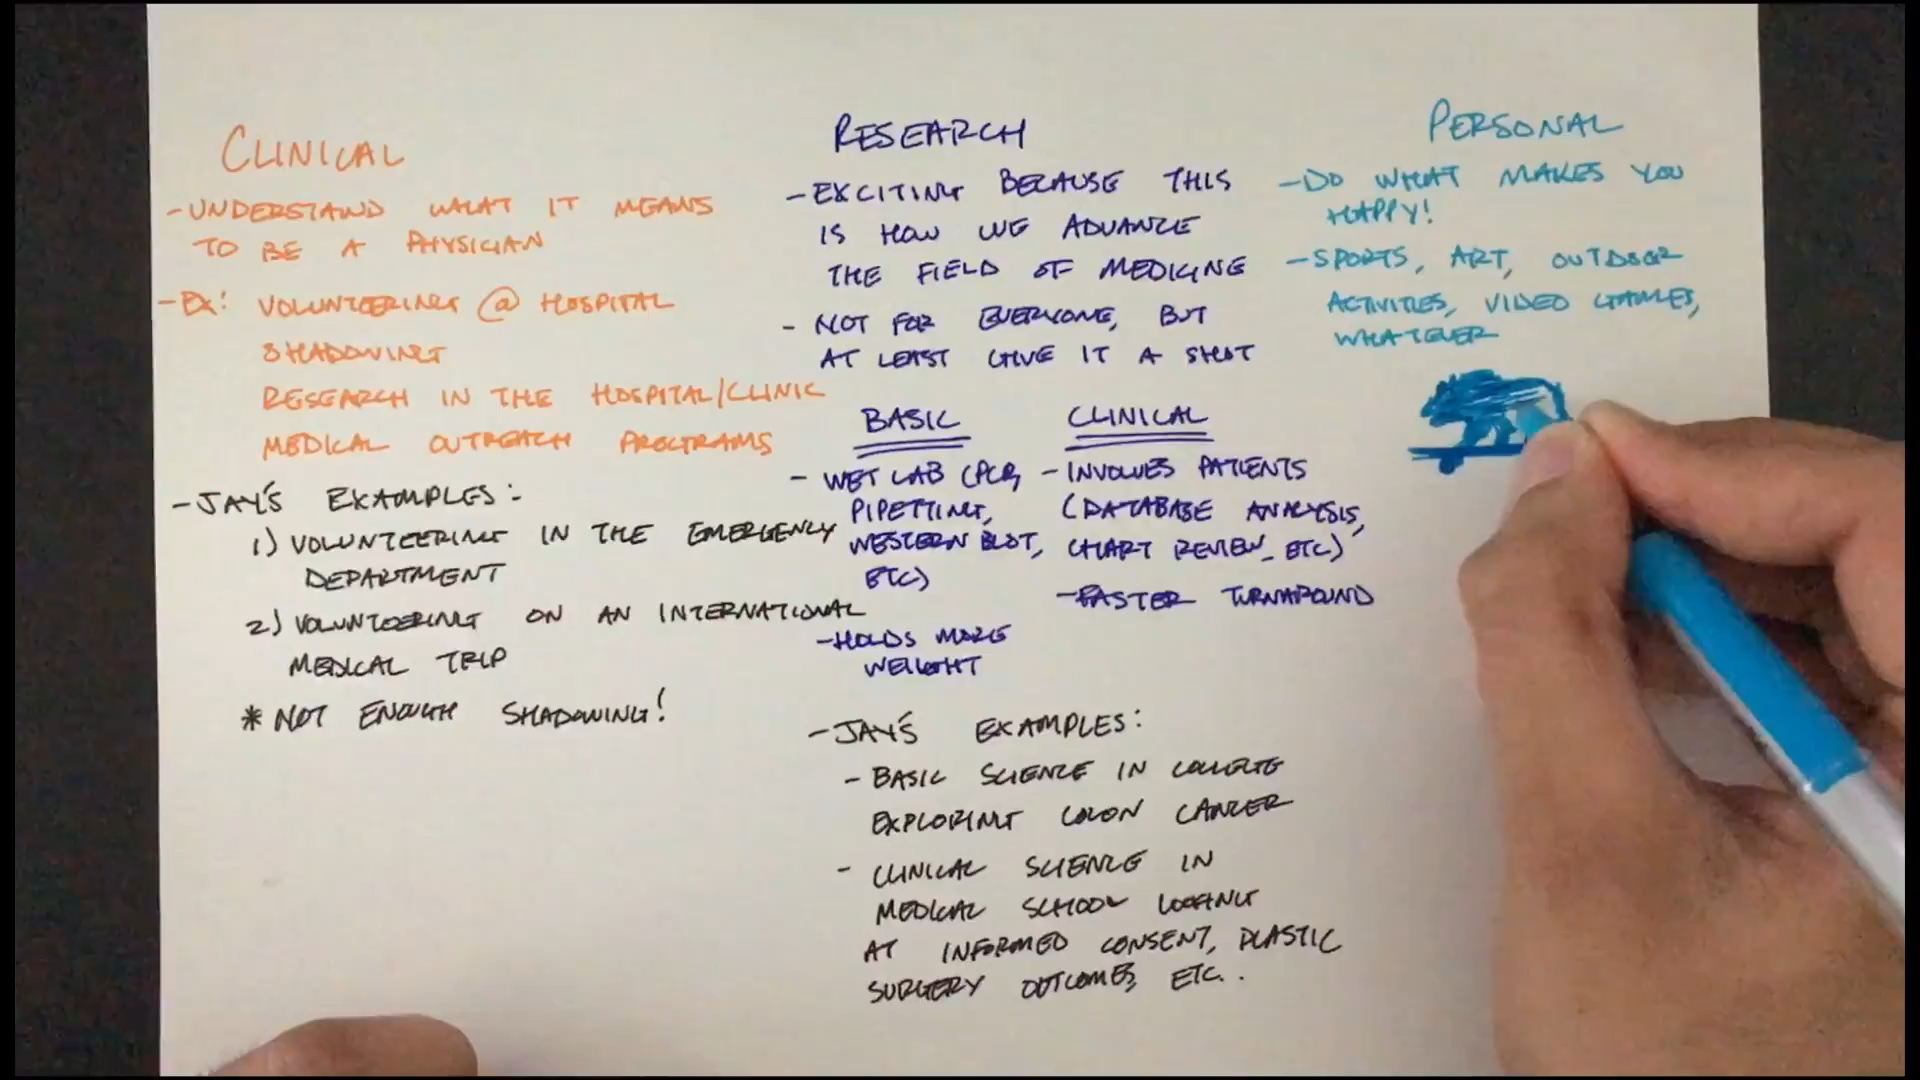 CLINICAL
- UNDERSTAND WHAT IT MEANS
TO BE A PHYSICIAN
- EX: VOLUNTEERING @ HOSPITAL
SHADOWING
RESEARCH IN THE HOSPITAL/CLINIC
MEDICAL OUTREACH PROGRAMS
- JAY'S EXAMPLES:
1) VOLUNTEERING IN THE EMERGENCY
DEPARTMENT
2) VOLUNTEERING ON AN INTERNATIONAL
MEDICAL TRIP
* NOT ENOUGH SHADOWING!
RESEARCH
- EXCITING BECAUSE THIS
IS HOW WE ADVANCE
THE FIELD OF MEDICINE
- NOT FOR EVERYONE, BUT
AT LEAST GIVE IT A SHOT
BASIC
- WET LAB (PCR,
PIPETTING,
WESTERN BLOT,
ETC)
- HOLDS MORE
WEIGHT
CLINICAL
- INVOLVES PATIENTS
(DATABASE ANALYSIS,
CHART REVIEW, ETC)
- FASTER TURNAROUND
- JAY'S EXAMPLES:
- BASIC SCIENCE IN COLLEGE
EXPLORING COLON CANCER
- CLINICAL SCIENCE IN
MEDICAL SCHOOL LOOKING
AT INFORMED CONSENT, PLASTIC
SURGERY OUTCOMES, ETC..
PERSONAL
- DO WHAT MAKES YOU
HAPPY!
- SPORTS, ART, OUTDOOR
ACTIVITIES, VIDEO GAMES,
WHATEVER